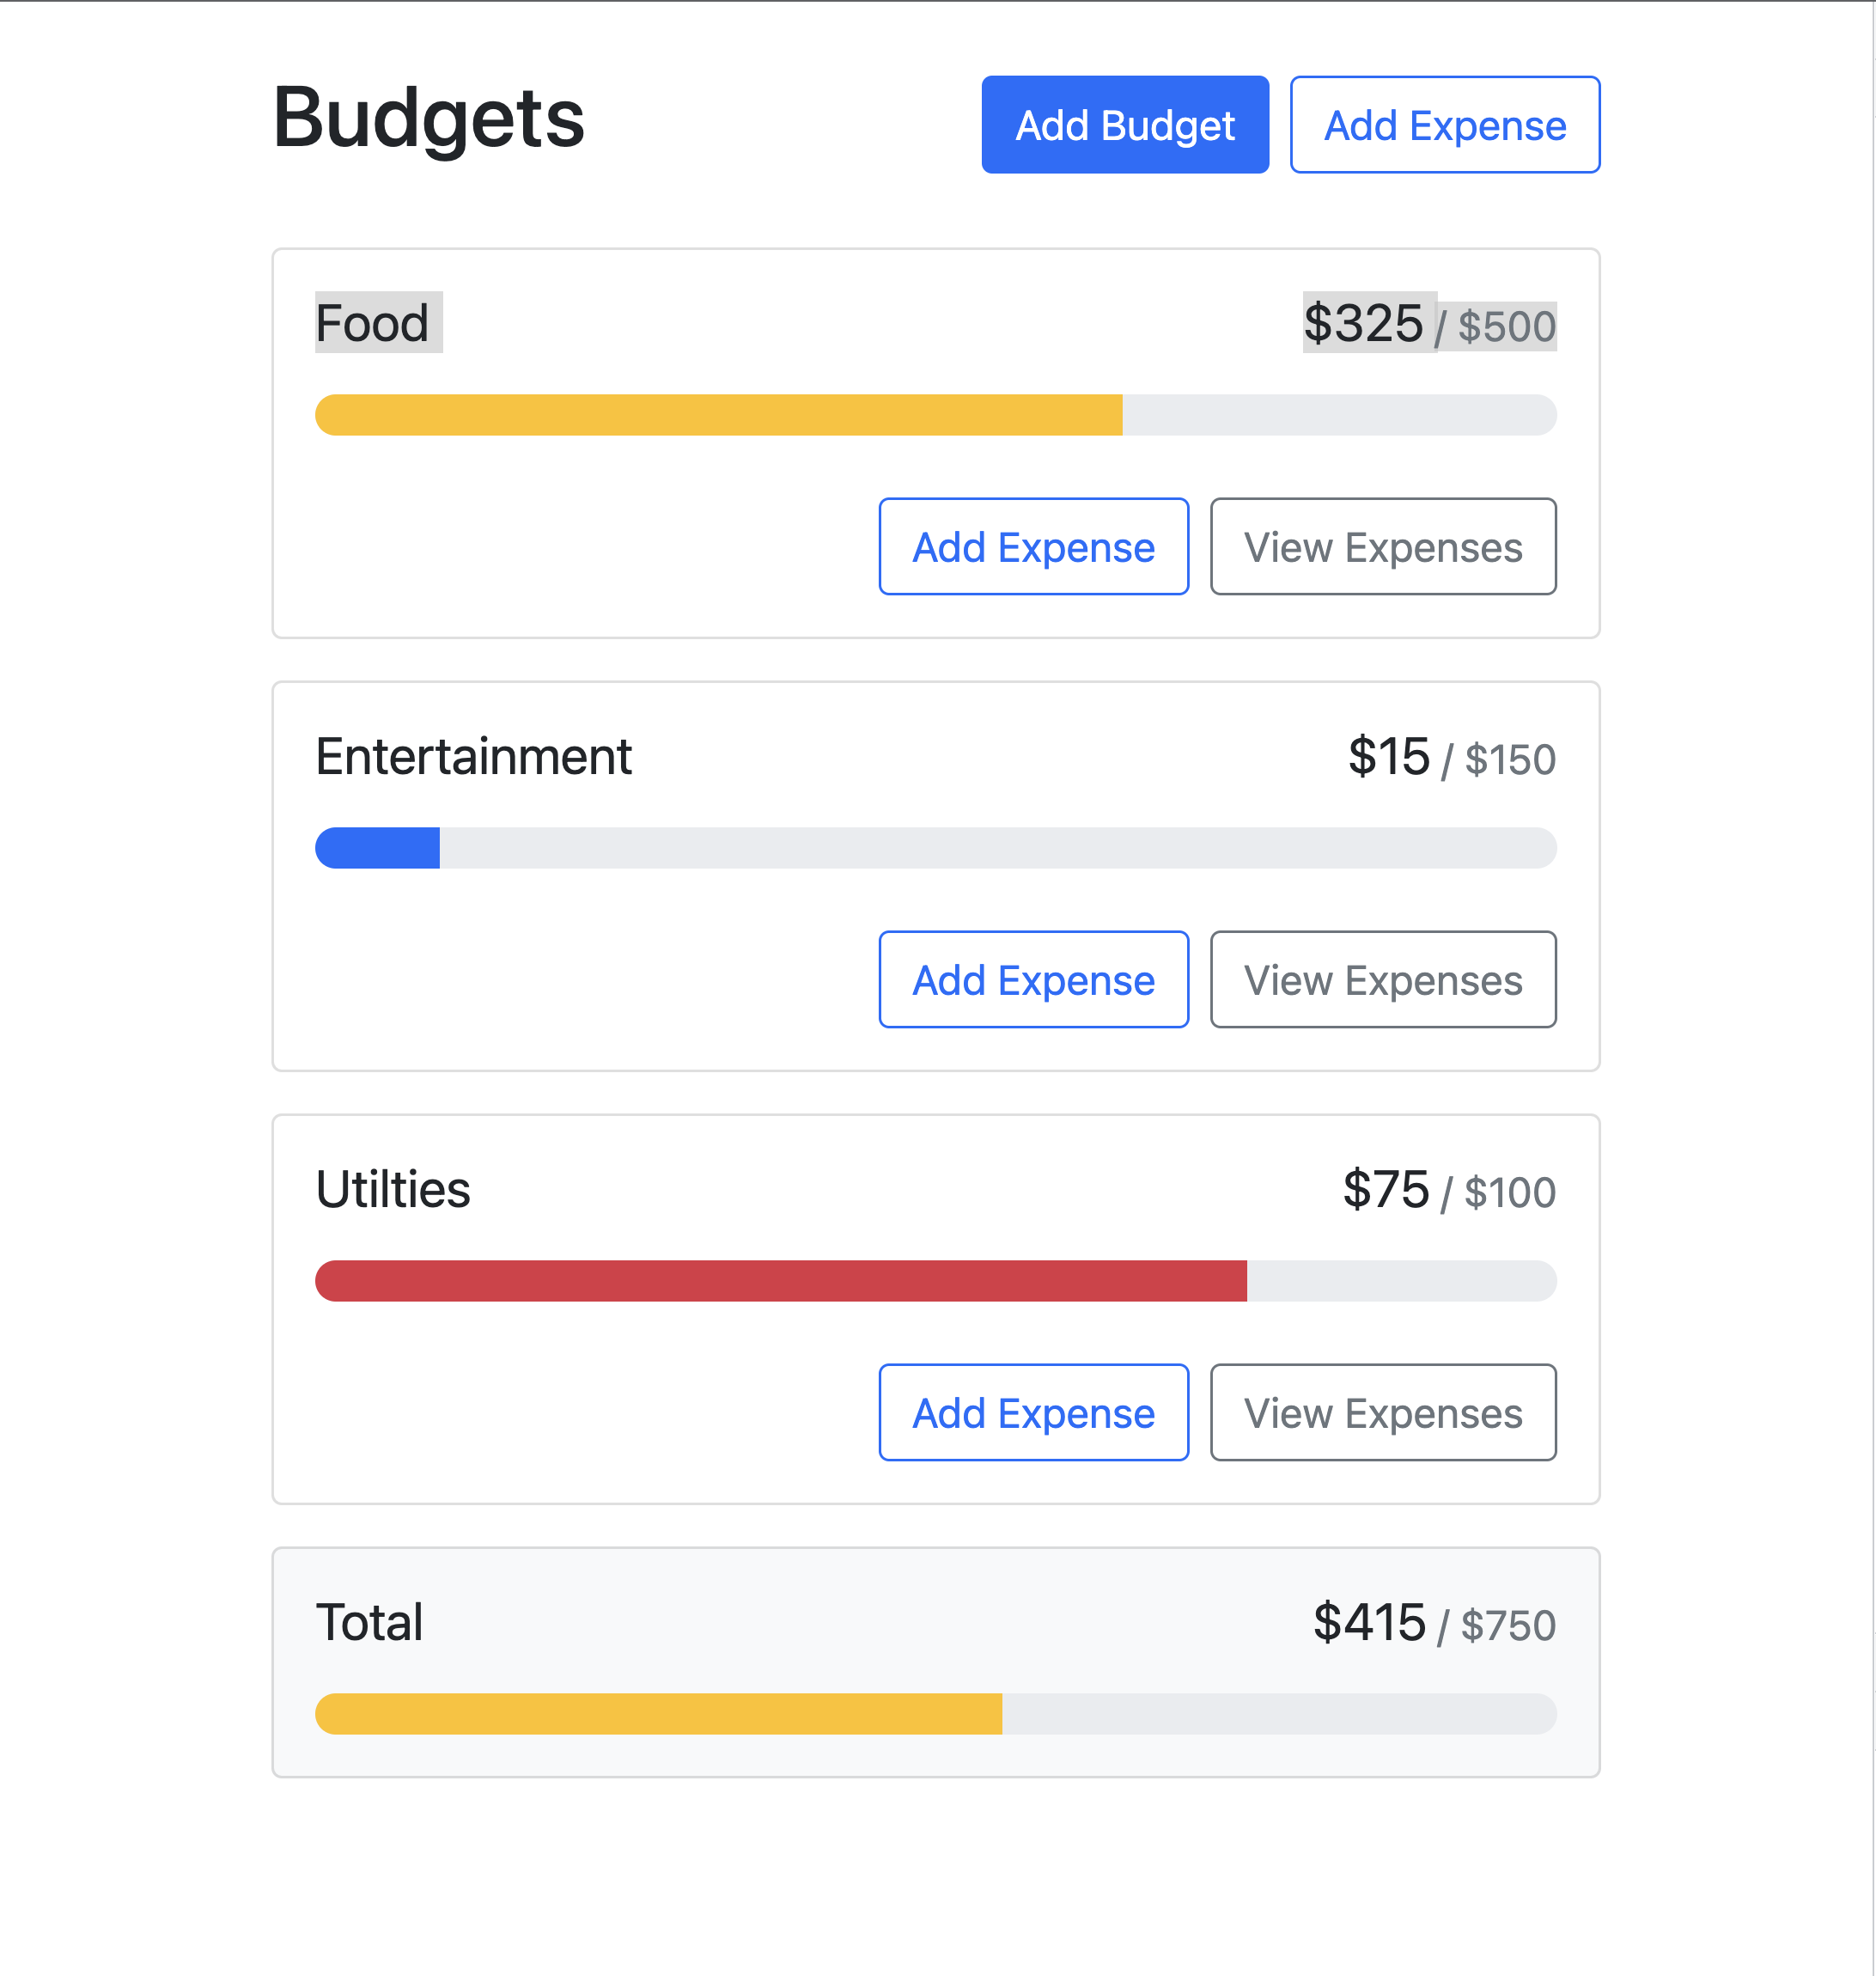 Budgets Add Budget Add Expense
Food $325 / $500
Add Expense View Expenses
Entertainment $15 / $150
Add Expense View Expenses
Utilties $75 / $100
Add Expense View Expenses
Total $415 / $750